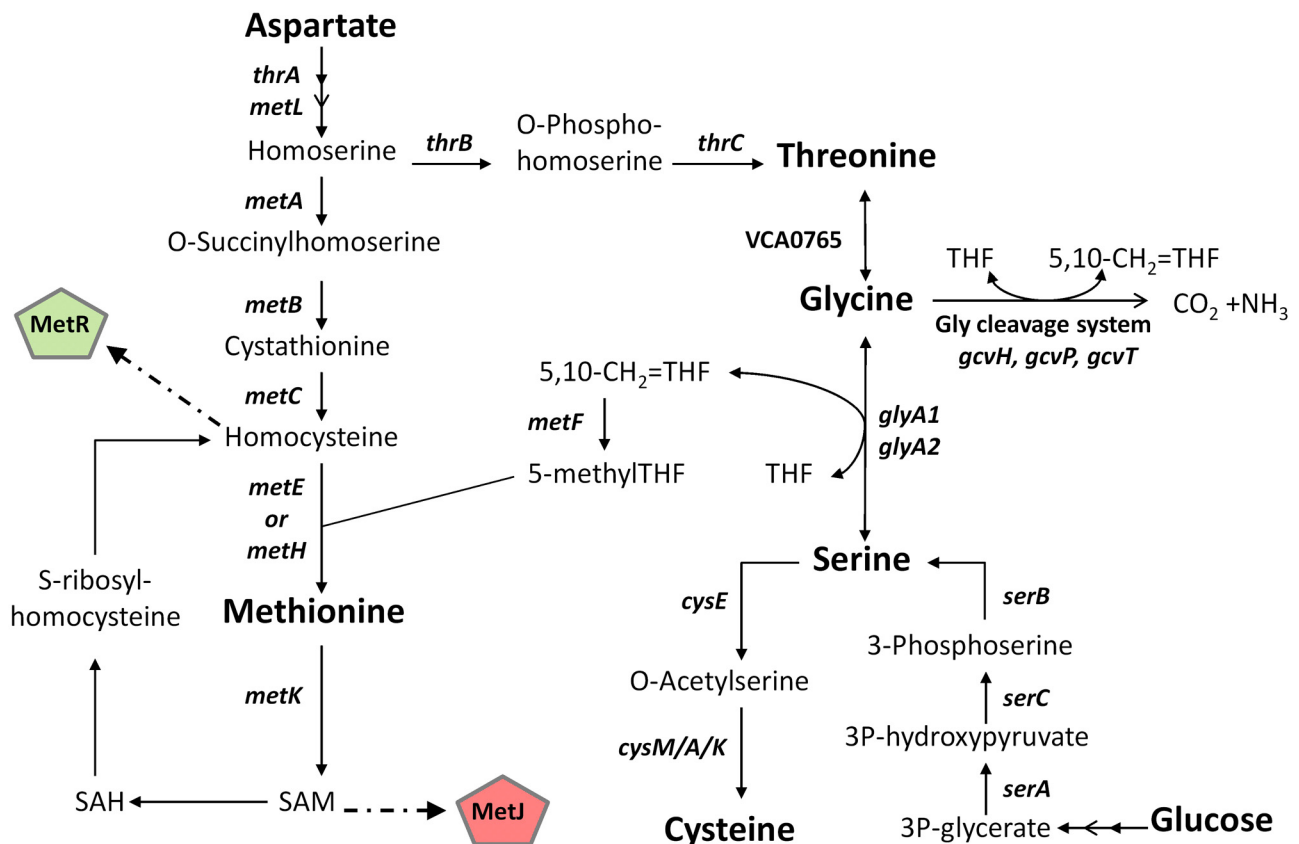 Aspartate
thrA
metL
Homoserine
thrB
O-Phospho-
homoserine
thrC
Threonine
metA
O-Succinylhomoserine
VCA0765
THF
5,10-CH₂=THF
metB
Glycine
CO₂ +NH₃
MetR
Gly cleavage system
gcvH, gcvP, gcvT
Cystathionine
5,10-CH₂=THF
metC
metF
glyA1
glyA2
Homocysteine
5-methylTHF
THF
metE
or
metH
Serine
S-ribosyl-
homocysteine
Methionine
cysE
serB
3-Phosphoserine
O-Acetylserine
metK
serC
cysM/A/K
3P-hydroxypyruvate
serA
SAH
SAM
MetJ
Cysteine
3P-glycerate
Glucose